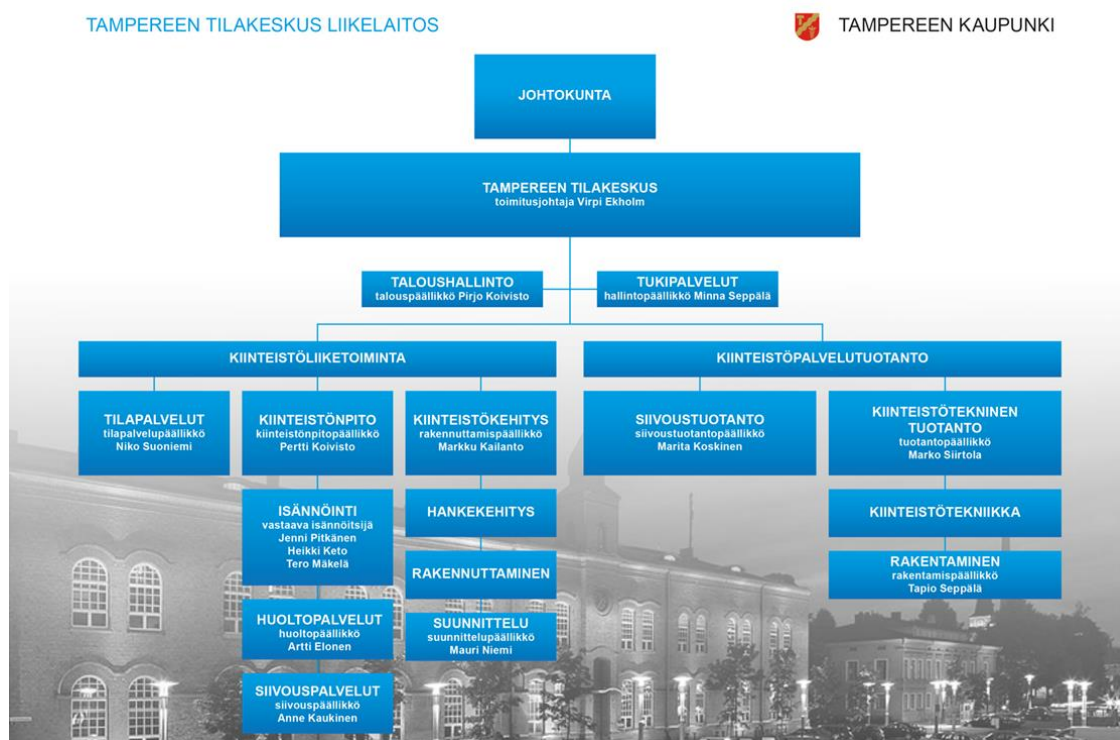 TAMPEREEN TILAKESKUS LIIKELAITOS
TAMPEREEN KAUPUNKI
JOHTOKUNTA
TAMPEREEN TILAKESKUS
toimitusjohtaja Virpi Ekholm
TALOUSHALLINTO
talouspäällikkö Pirjo Koivisto
TUKIPALVELUT
hallintopäällikkö Minna Seppälä
KIINTEISTÖLIIKETOIMINTA
KIINTEISTÖPALVELUTUOTANTO
TILAPALVELUT
tilapalvelupäällikkö
Niko Suoniemi
KIINTEISTÖNPITO
kiinteistönpitopäällikkö
Pertti Koivisto
KIINTEISTÖKEHITYS
rakennuttamispäällikkö
Markku Kailanto
SIIVOUSTUOTANTO
siivoustuotantopäällikkö
Marita Koskinen
KIINTEISTÖTEKNINEN
TUOTANTO
tuotantopäällikkö
Marko Siirtola
ISÄNNÖINTI
vastaava isännöitsijä
Jenni Pitkänen
Heikki Keto
Tero Mäkelä
HANKEKEHITYS
KIINTEISTÖTEKNIIKKA
RAKENNUTTAMINEN
RAKENTAMINEN
rakentamispäällikkö
Tapio Seppälä
HUOLTOPALVELUT
huoltopäällikkö
Artti Elonen
SUUNNITTELU
suunnittelupäällikkö
Mauri Niemi
SIIVOUSPALVELUT
siivouspäällikkö
Anne Kaukinen